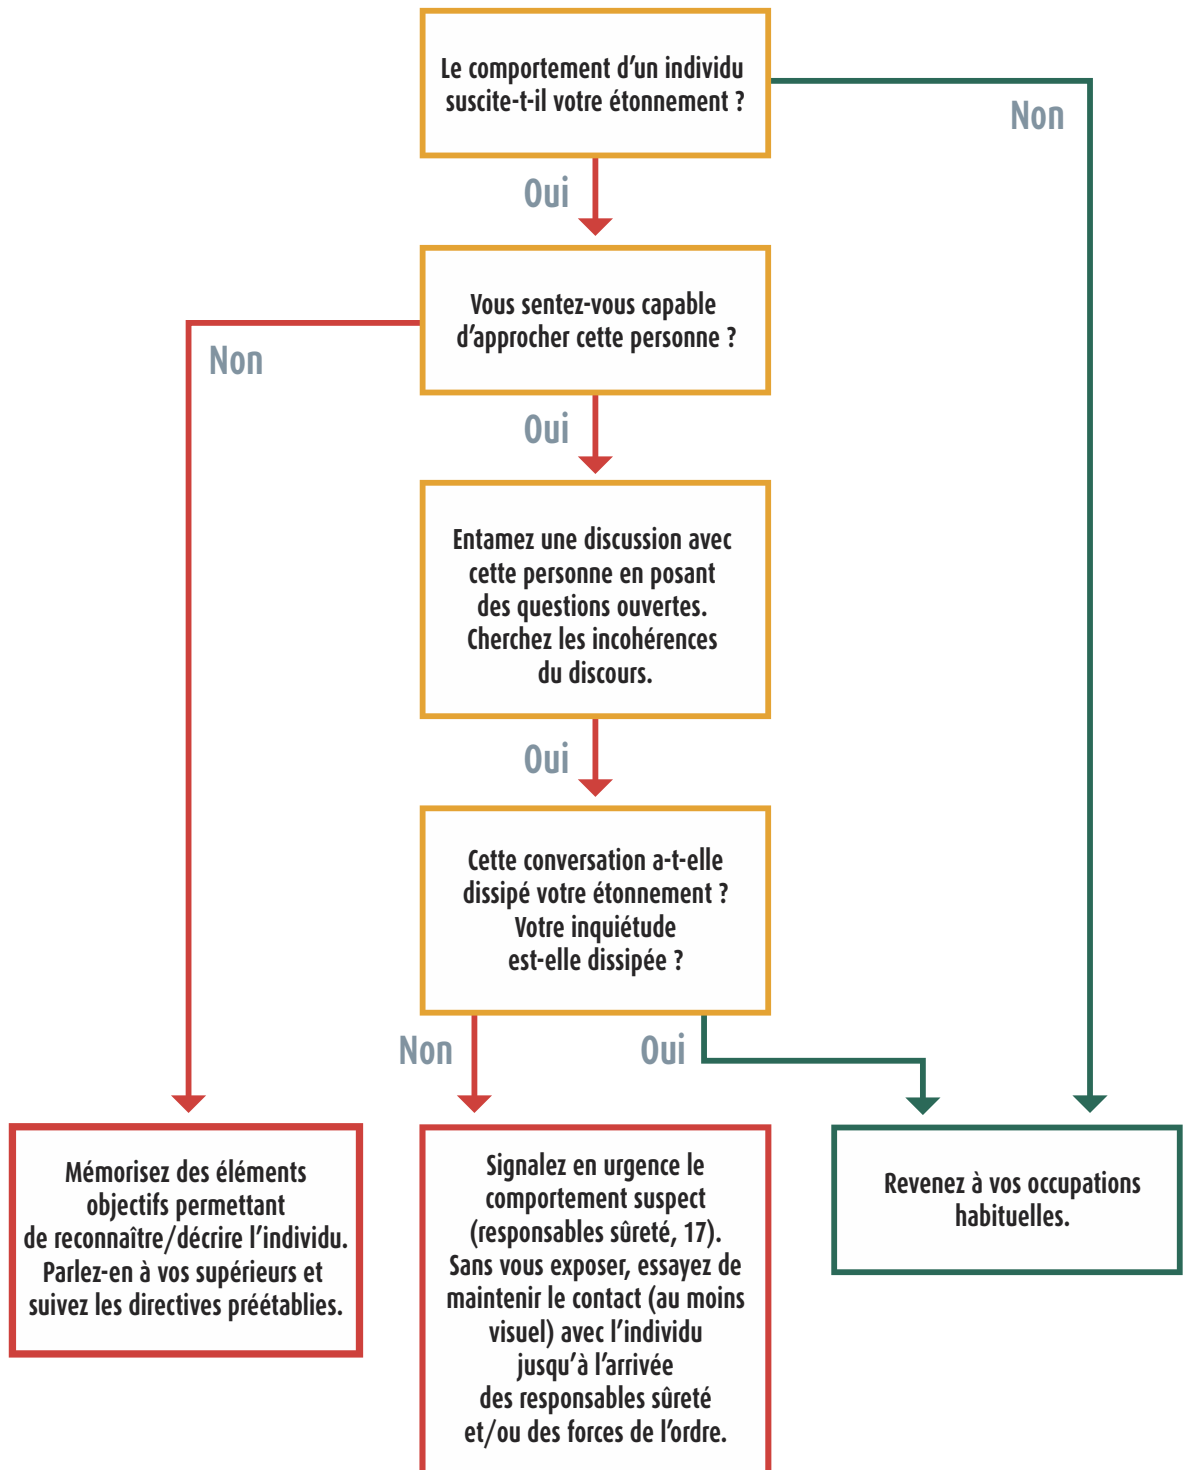 Le comportement d'un individu
suscite-t-il votre étonnement ?
Non
Oui
Vous sentez-vous capable
d'approcher cette personne ?
Non
Oui
Entamez une discussion avec
cette personne en posant
des questions ouvertes.
Cherchez les incohérences
du discours.
Oui
Cette conversation a-t-elle
dissipé votre étonnement ?
Votre inquiétude
est-elle dissipée ?
Non
Oui
Mémorisez des éléments
objectifs permettant
de reconnaître/décrire l'individu.
Parlez-en à vos supérieurs et
suivez les directives préétablies.
Signalez en urgence le
comportement suspect
(responsables sûreté, 17).
Sans vous exposer, essayez de
maintenir le contact (au moins
visuel) avec l'individu
jusqu'à l'arrivée
des responsables sûreté
et/ou des forces de l'ordre.
Revenez à vos occupations
habituelles.